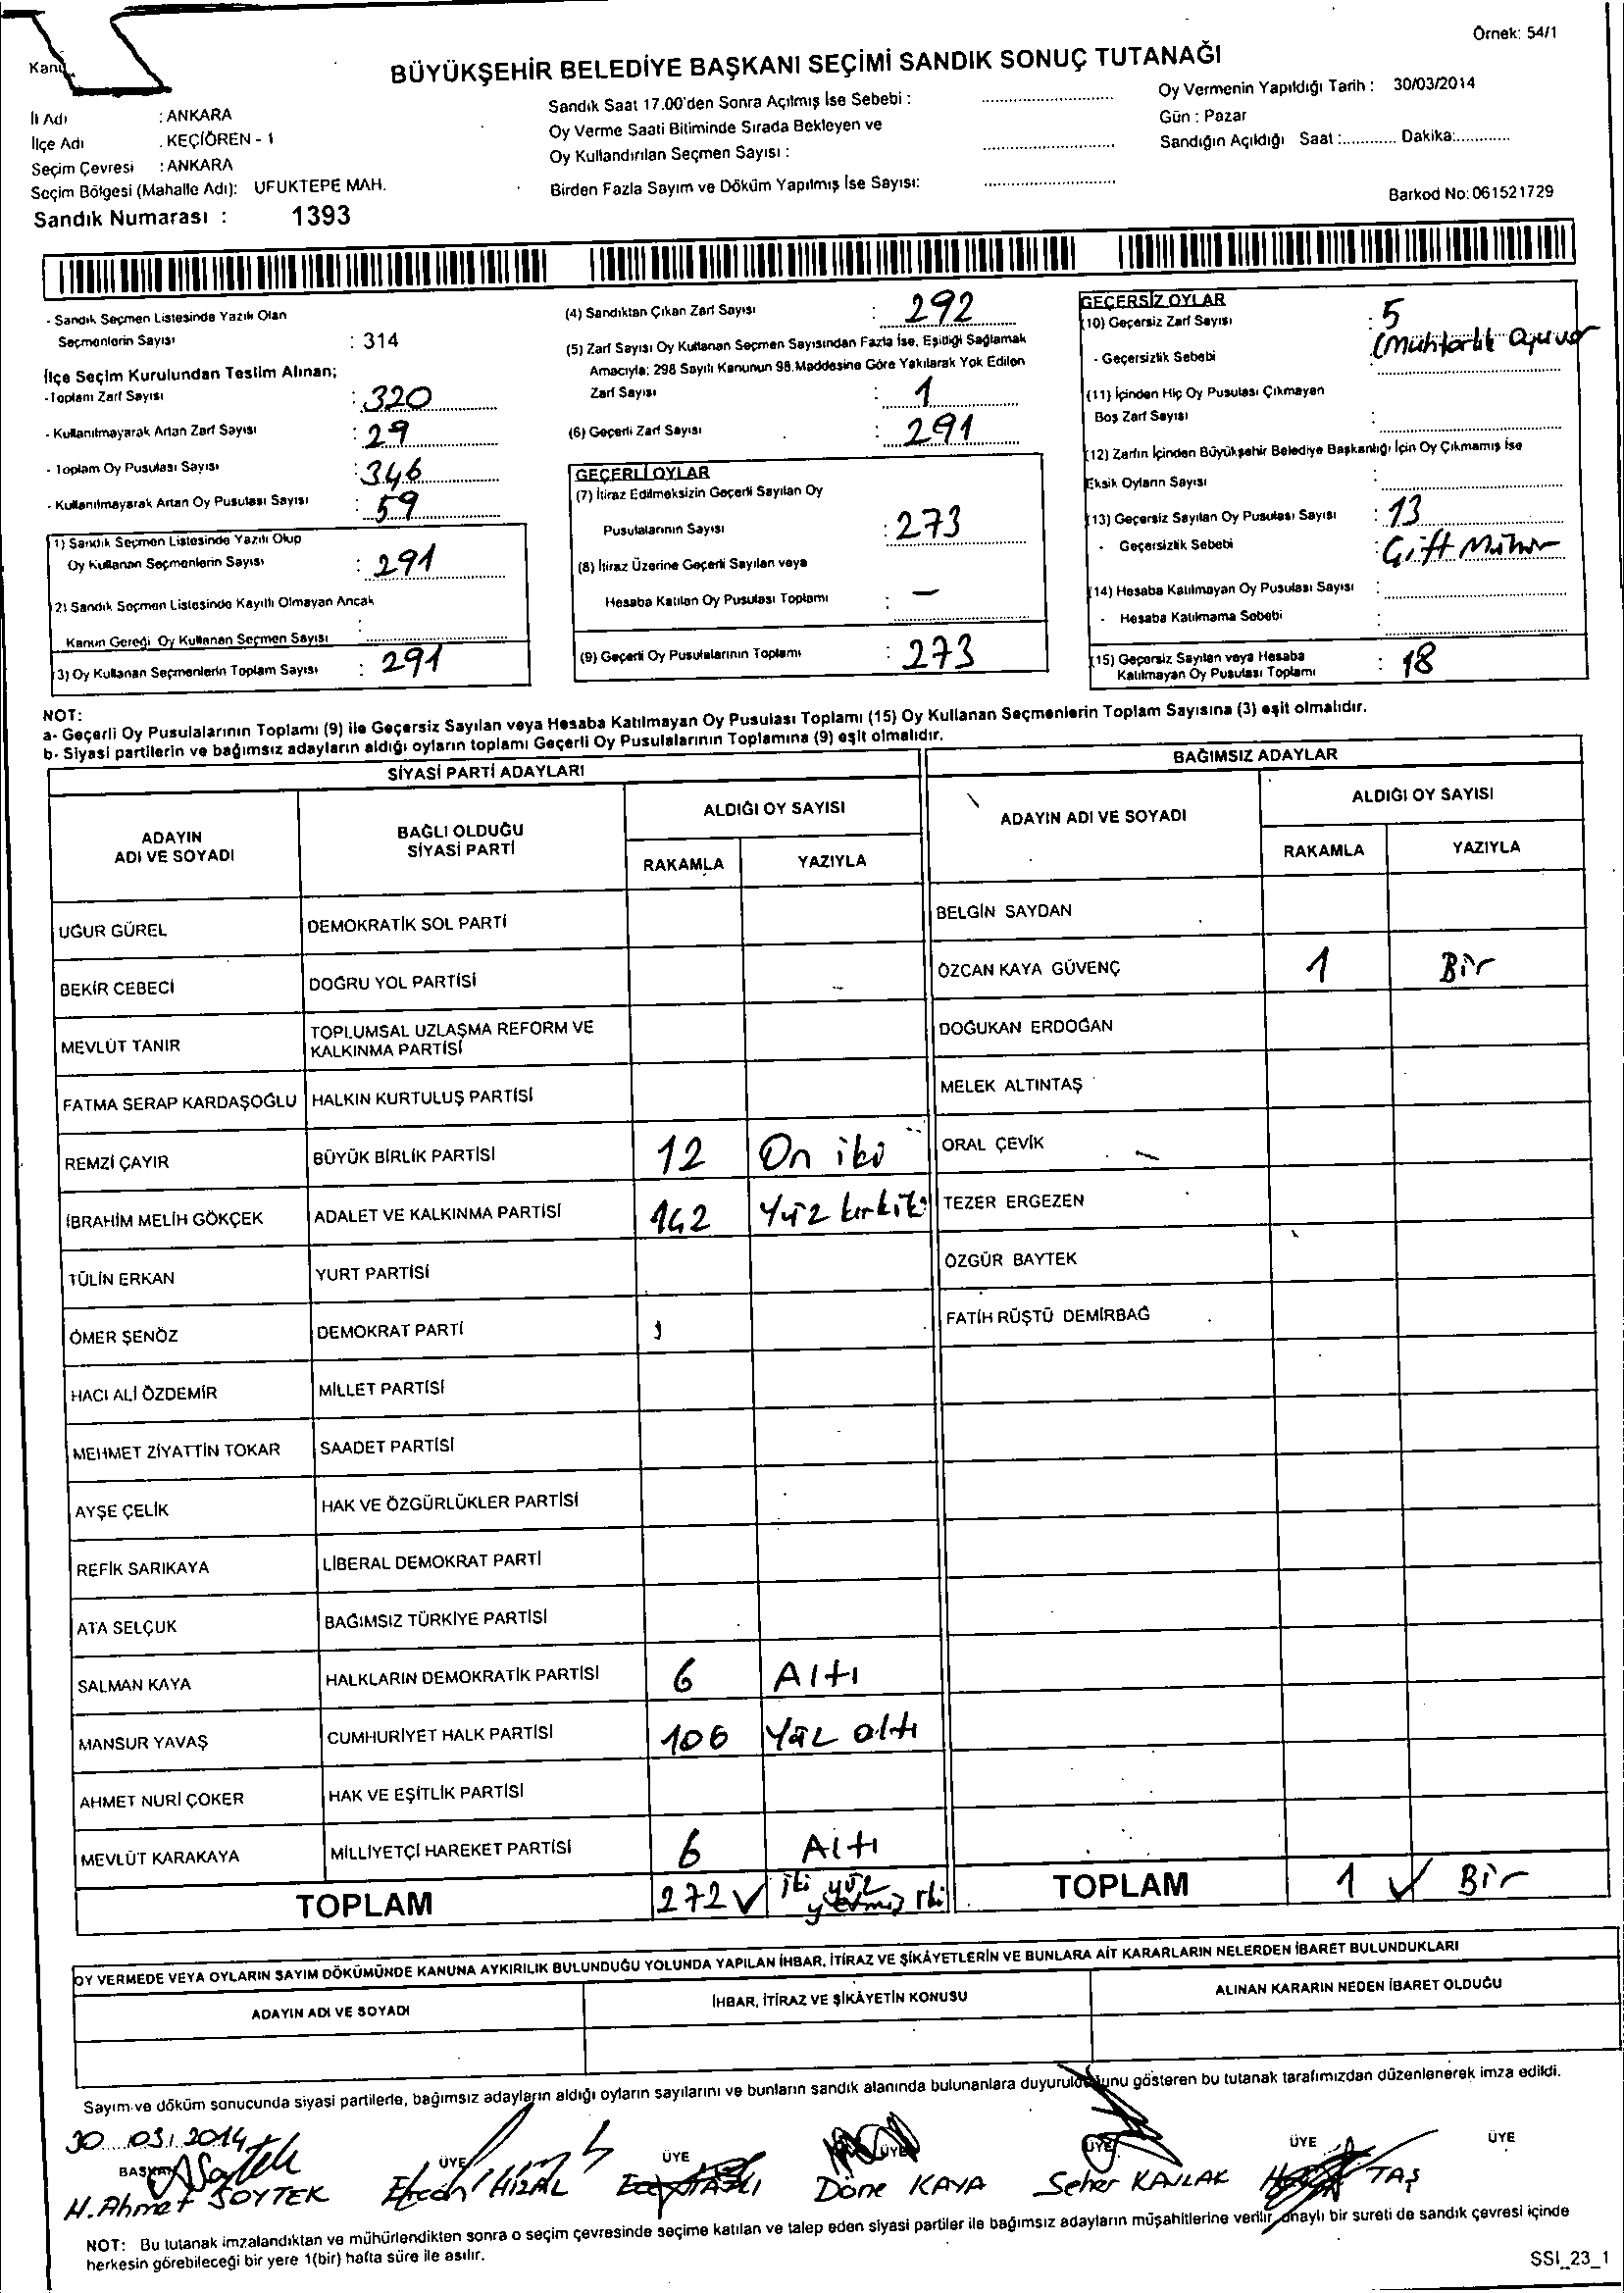 Örnek: 54/1
BÜYÜKŞEHİR BELEDİYE BAŞKANI SEÇİMİ SANDIK SONUÇ TUTANAĞI
İl Adı : ANKARA
İlçe Adı : KEÇİÖREN - 1
Seçim Çevresi : ANKARA
Seçim Bölgesi (Mahalle Adı): UFUKTEPE MAH.
Sandık Numarası : 1393
Sandık Saat 17.00'den Sonra Açılmış İse Sebebi :
Oy Verme Saati Bitiminde Sırada Bekleyen ve
Oy Kullandırılan Seçmen Sayısı :
Birden Fazla Sayım ve Döküm Yapılmış İse Sayısı:
Oy Vermenin Yapıldığı Tarih : 30/03/2014
Gün : Pazar
Sandığın Açıldığı Saat :............ Dakika:............
Barkod No: 061521729
- Sandık Seçmen Listesinde Yazılı Olan
Seçmenlerin Sayısı : 314
İlçe Seçim Kurulundan Teslim Alınan;
- Toplam Zarf Sayısı : 320
- Kullanılmayarak Artan Zarf Sayısı : 29
- Toplam Oy Pusulası Sayısı : 346
- Kullanılmayarak Artan Oy Pusulası Sayısı : 59
(1) Sandık Seçmen Listesinde Yazılı Olup
Oy Kullanan Seçmenlerin Sayısı : 291
(2) Sandık Seçmen Listesinde Kayıtlı Olmayan Ancak
Kanun Gereği Oy Kullanan Seçmen Sayısı :
(3) Oy Kullanan Seçmenlerin Toplam Sayısı : 291
(4) Sandıktan Çıkan Zarf Sayısı : 292
(5) Zarf Sayısı Oy Kullanan Seçmen Sayısından Fazla İse, Eşitliği Sağlamak
Amacıyla; 298 Sayılı Kanunun 98.Maddesine Göre Yakılarak Yok Edilen
Zarf Sayısı : 1
(6) Geçerli Zarf Sayısı : 291
GEÇERLİ OYLAR
(7) İtiraz Edilmeksizin Geçerli Sayılan Oy
Pusulalarının Sayısı : 273
(8) İtiraz Üzerine Geçerli Sayılan veya
Hesaba Katılan Oy Pusulası Toplamı : —
(9) Geçerli Oy Pusulalarının Toplamı : 273
GEÇERSİZ OYLAR
(10) Geçersiz Zarf Sayısı : 5
- Geçersizlik Sebebi : (Muhtarlık
(11) İçinden Hiç Oy Pusulası Çıkmayan
Boş Zarf Sayısı :
(12) Zarfın İçinden Büyükşehir Belediye Başkanlığı İçin Oy Çıkmamış İse
Eksik Oyların Sayısı :
(13) Geçersiz Sayılan Oy Pusulası Sayısı : 13
- Geçersizlik Sebebi : Çift Mühür
(14) Hesaba Katılmayan Oy Pusulası Sayısı :
- Hesaba Katılmama Sebebi :
(15) Geçersiz Sayılan veya Hesaba
Katılmayan Oy Pusulası Toplamı : 18
NOT:
a- Geçerli Oy Pusulalarının Toplamı (9) ile Geçersiz Sayılan veya Hesaba Katılmayan Oy Pusulası Toplamı (15) Oy Kullanan Seçmenlerin Toplam Sayısına (3) eşit olmalıdır.
b- Siyasi partilerin ve bağımsız adayların aldığı oyların toplamı Geçerli Oy Pusulalarının Toplamına (9) eşit olmalıdır.
SİYASİ PARTİ ADAYLARI
ADAYIN ADI VE SOYADI BAĞLI OLDUĞU SİYASİ PARTİ ALDIĞI OY SAYISI
RAKAMLA YAZIYLA
UĞUR GÜREL DEMOKRATİK SOL PARTİ
BEKİR CEBECİ DOĞRU YOL PARTİSİ
MEVLÜT TANIR TOPLUMSAL UZLAŞMA REFORM VE KALKINMA PARTİSİ
FATMA SERAP KARDAŞOĞLU HALKIN KURTULUŞ PARTİSİ
REMZİ ÇAYIR BÜYÜK BİRLİK PARTİSİ 12 On iki
İBRAHİM MELİH GÖKÇEK ADALET VE KALKINMA PARTİSİ 142 Yüz kırk iki
TÜLİN ERKAN YURT PARTİSİ
ÖMER ŞENÖZ DEMOKRAT PARTİ
HACI ALİ ÖZDEMİR MİLLET PARTİSİ
MEHMET ZİYATTİN TOKAR SAADET PARTİSİ
AYŞE ÇELİK HAK VE ÖZGÜRLÜKLER PARTİSİ
REFİK SARIKAYA LİBERAL DEMOKRAT PARTİ
ATA SELÇUK BAĞIMSIZ TÜRKİYE PARTİSİ
SALMAN KAYA HALKLARIN DEMOKRATİK PARTİSİ 6 Altı
MANSUR YAVAŞ CUMHURİYET HALK PARTİSİ 106 Yüz altı
AHMET NURİ ÇOKER HAK VE EŞİTLİK PARTİSİ
MEVLÜT KARAKAYA MİLLİYETÇİ HAREKET PARTİSİ 6 Altı
TOPLAM 272 ✓ iki yüz yetmiş iki
BAĞIMSIZ ADAYLAR
ADAYIN ADI VE SOYADI ALDIĞI OY SAYISI
RAKAMLA YAZIYLA
BELGİN SAYDAN
ÖZCAN KAYA GÜVENÇ 1 Bir
DOĞUKAN ERDOĞAN
MELEK ALTINTAŞ
ORAL ÇEVİK
TEZER ERGEZEN
ÖZGÜR BAYTEK
FATİH RÜŞTÜ DEMİRBAĞ
TOPLAM 1 ✓ Bir
OY VERMEDE VEYA OYLARIN SAYIM DÖKÜMÜNDE KANUNA AYKIRILIK BULUNDUĞU YOLUNDA YAPILAN İHBAR, İTİRAZ VE ŞİKÂYETLERİN VE BUNLARA AİT KARARLARIN NELERDEN İBARET BULUNDUKLARI
ADAYIN ADI VE SOYADI İHBAR, İTİRAZ VE ŞİKÂYETİN KONUSU ALINAN KARARIN NEDEN İBARET OLDUĞU
Sayım ve döküm sonucunda siyasi partilerle, bağımsız adayların aldığı oyların sayılarını ve bunların sandık alanında bulunanlara duyurulduğunu gösteren bu tutanak tarafımızdan düzenlenerek imza edildi.
30.03.2014
BAŞKAN ÜYE ÜYE ÜYE ÜYE ÜYE ÜYE
H. Ahmet SOYTEK Ercan HIZAL Döne KAYA Seher KAVLAK TAŞ
NOT: Bu tutanak imzalandıktan ve mühürlendikten sonra o seçim çevresinde seçime katılan ve talep eden siyasi partiler ile bağımsız adayların müşahitlerine verilir, onaylı bir sureti de sandık çevresi içinde
herkesin görebileceği bir yere 1(bir) hafta süre ile asılır.
SSI_23_1